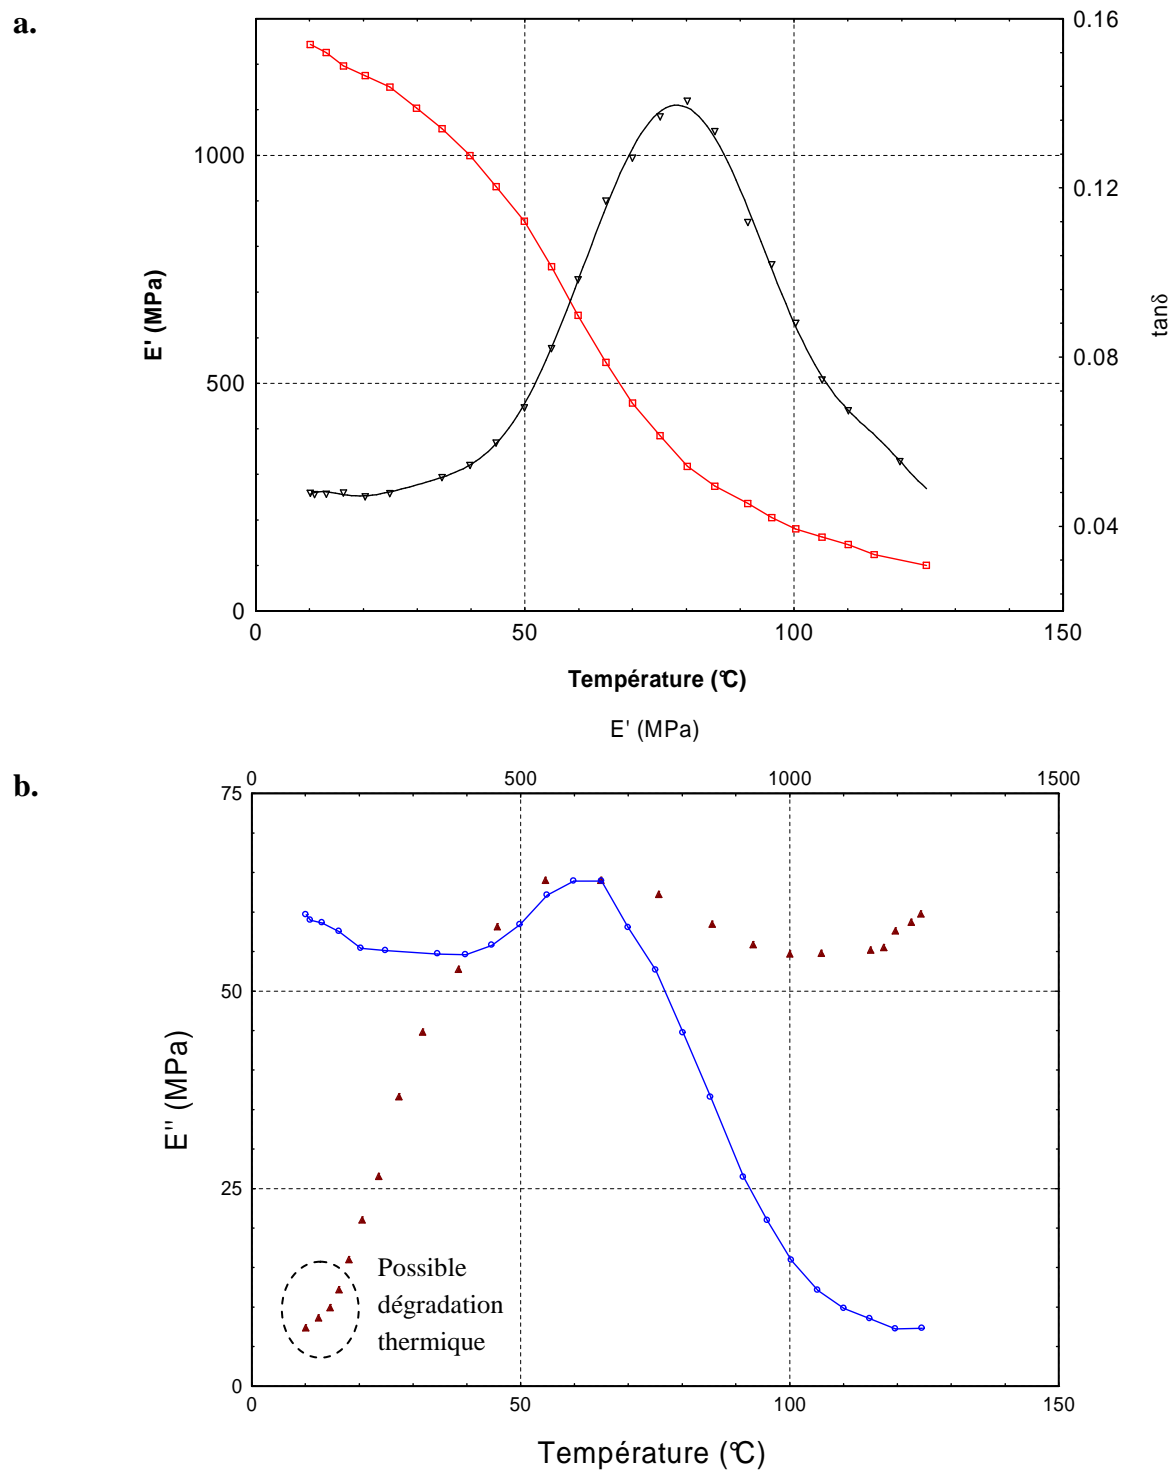 a.
0.16
1000
0.12
E' (MPa)
tanδ
0.08
500
0.04
0
0
50
100
150
Température (°C)
E' (MPa)
b.
0
500
1000
1500
75
50
E'' (MPa)
25
Possible
dégradation
thermique
0
0
50
100
150
Température (°C)